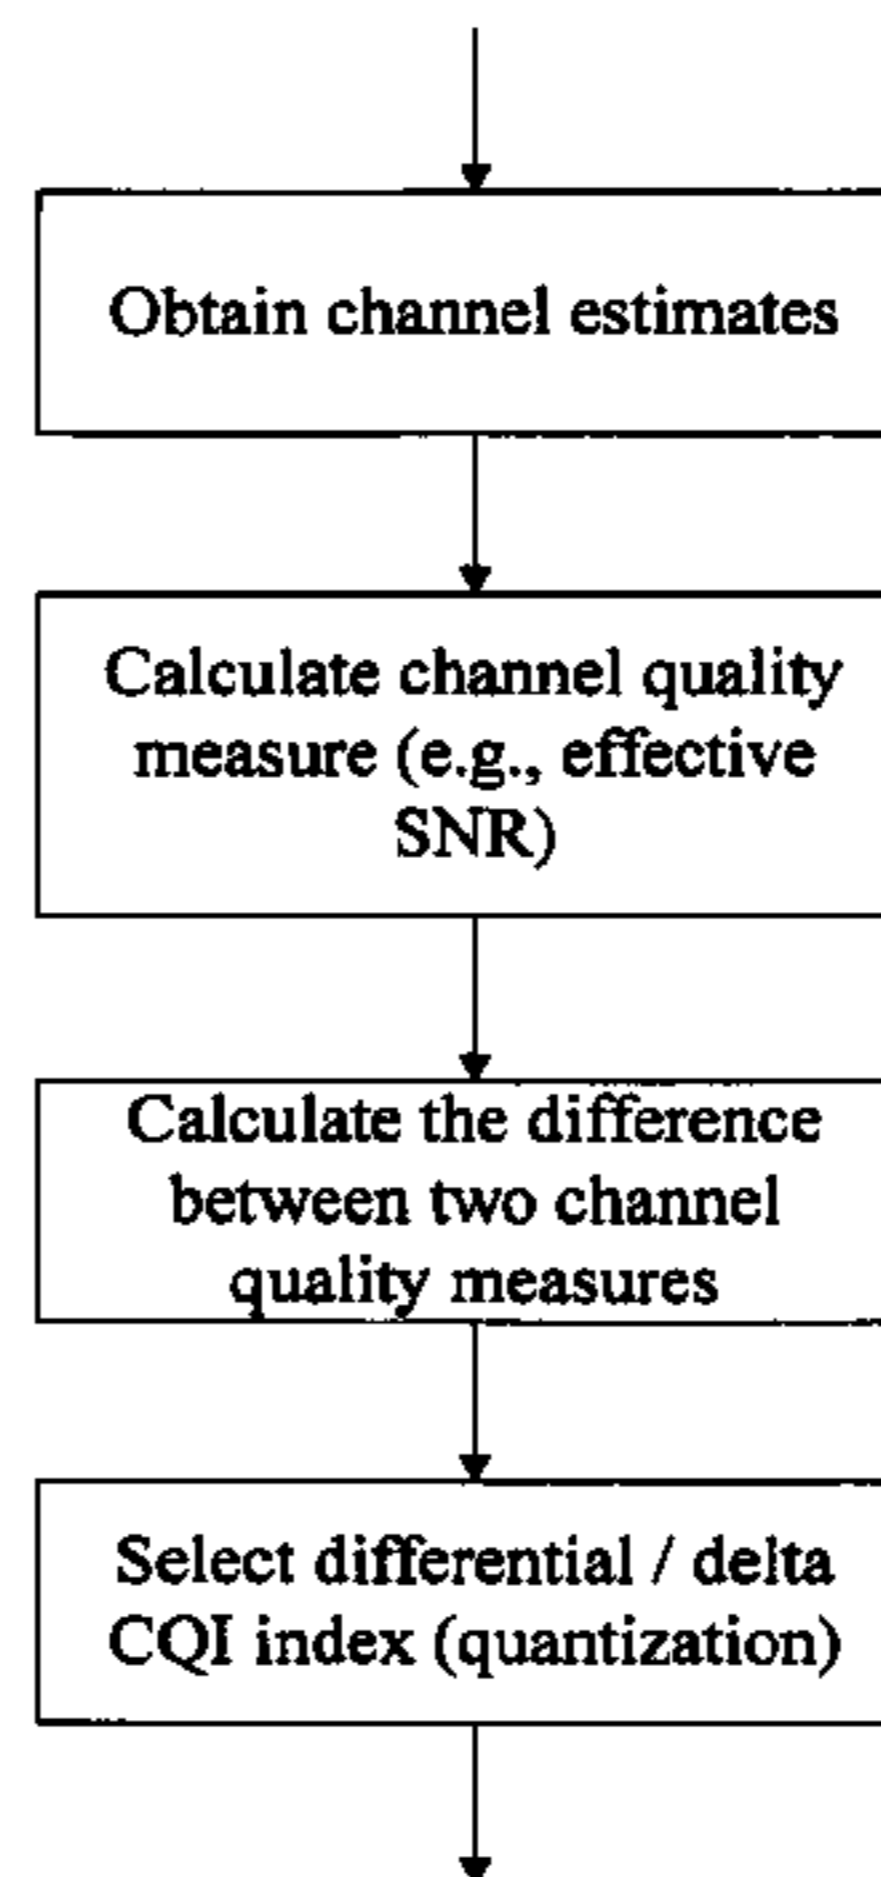 Obtain channel estimates
Calculate channel quality
measure (e.g., effective
SNR)
Calculate the difference
between two channel
quality measures
Select differential / delta
CQI index (quantization)